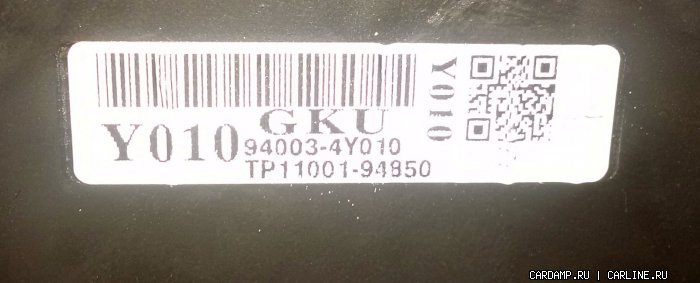 GKU
Y010
94003-4Y010
TP11001-94850
Y010
CARDAMP.RU | CARLINE.RU